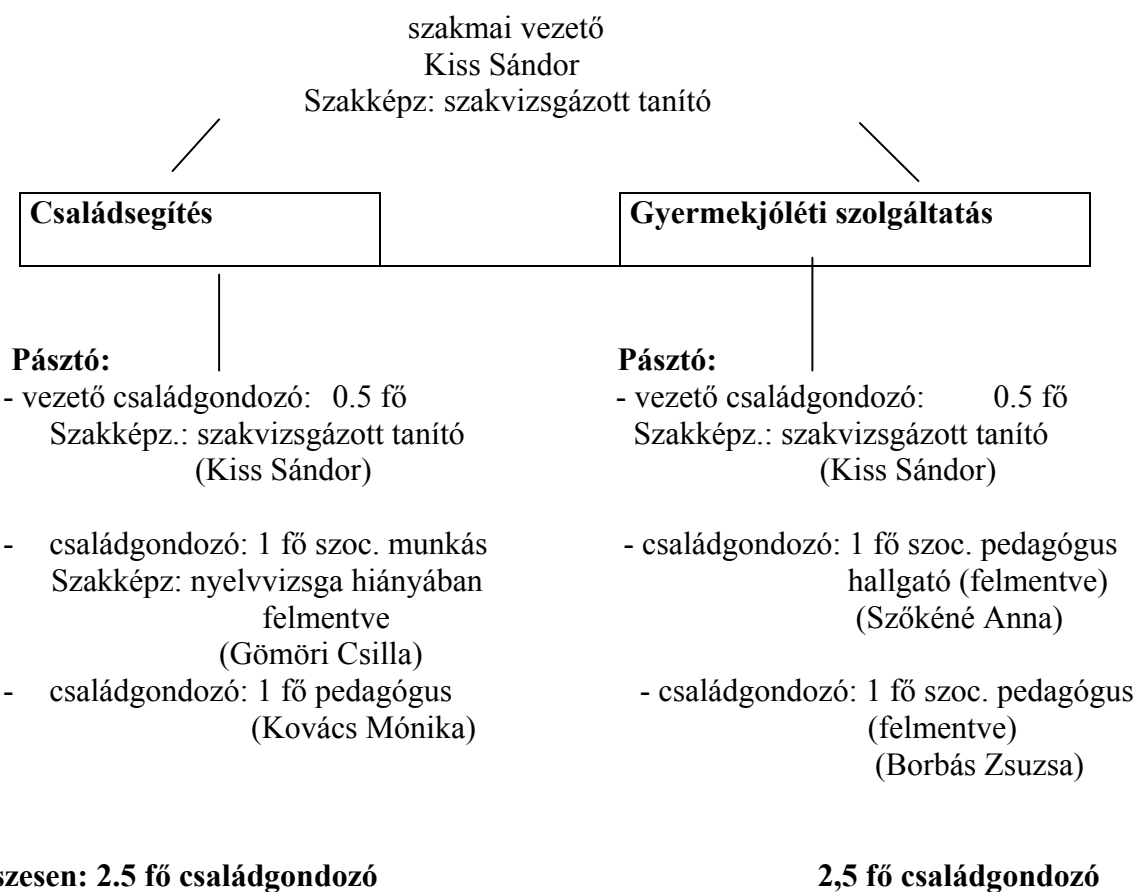 szakmai vezető
Kiss Sándor
Szakképz: szakvizsgázott tanító
Családsegítés
Gyermekjóléti szolgáltatás
Pásztó:
- vezető családgondozó: 0.5 fő
Szakképz.: szakvizsgázott tanító
(Kiss Sándor)
- családgondozó: 1 fő szoc. munkás
Szakképz: nyelvvizsga hiányában
felmentve
(Gömöri Csilla)
- családgondozó: 1 fő pedagógus
(Kovács Mónika)
szesen: 2.5 fő családgondozó
Pásztó:
- vezető családgondozó: 0.5 fő
Szakképz.: szakvizsgázott tanító
(Kiss Sándor)
- családgondozó: 1 fő szoc. pedagógus
hallgató (felmentve)
(Szőkéné Anna)
- családgondozó: 1 fő szoc. pedagógus
(felmentve)
(Borbás Zsuzsa)
2,5 fő családgondozó